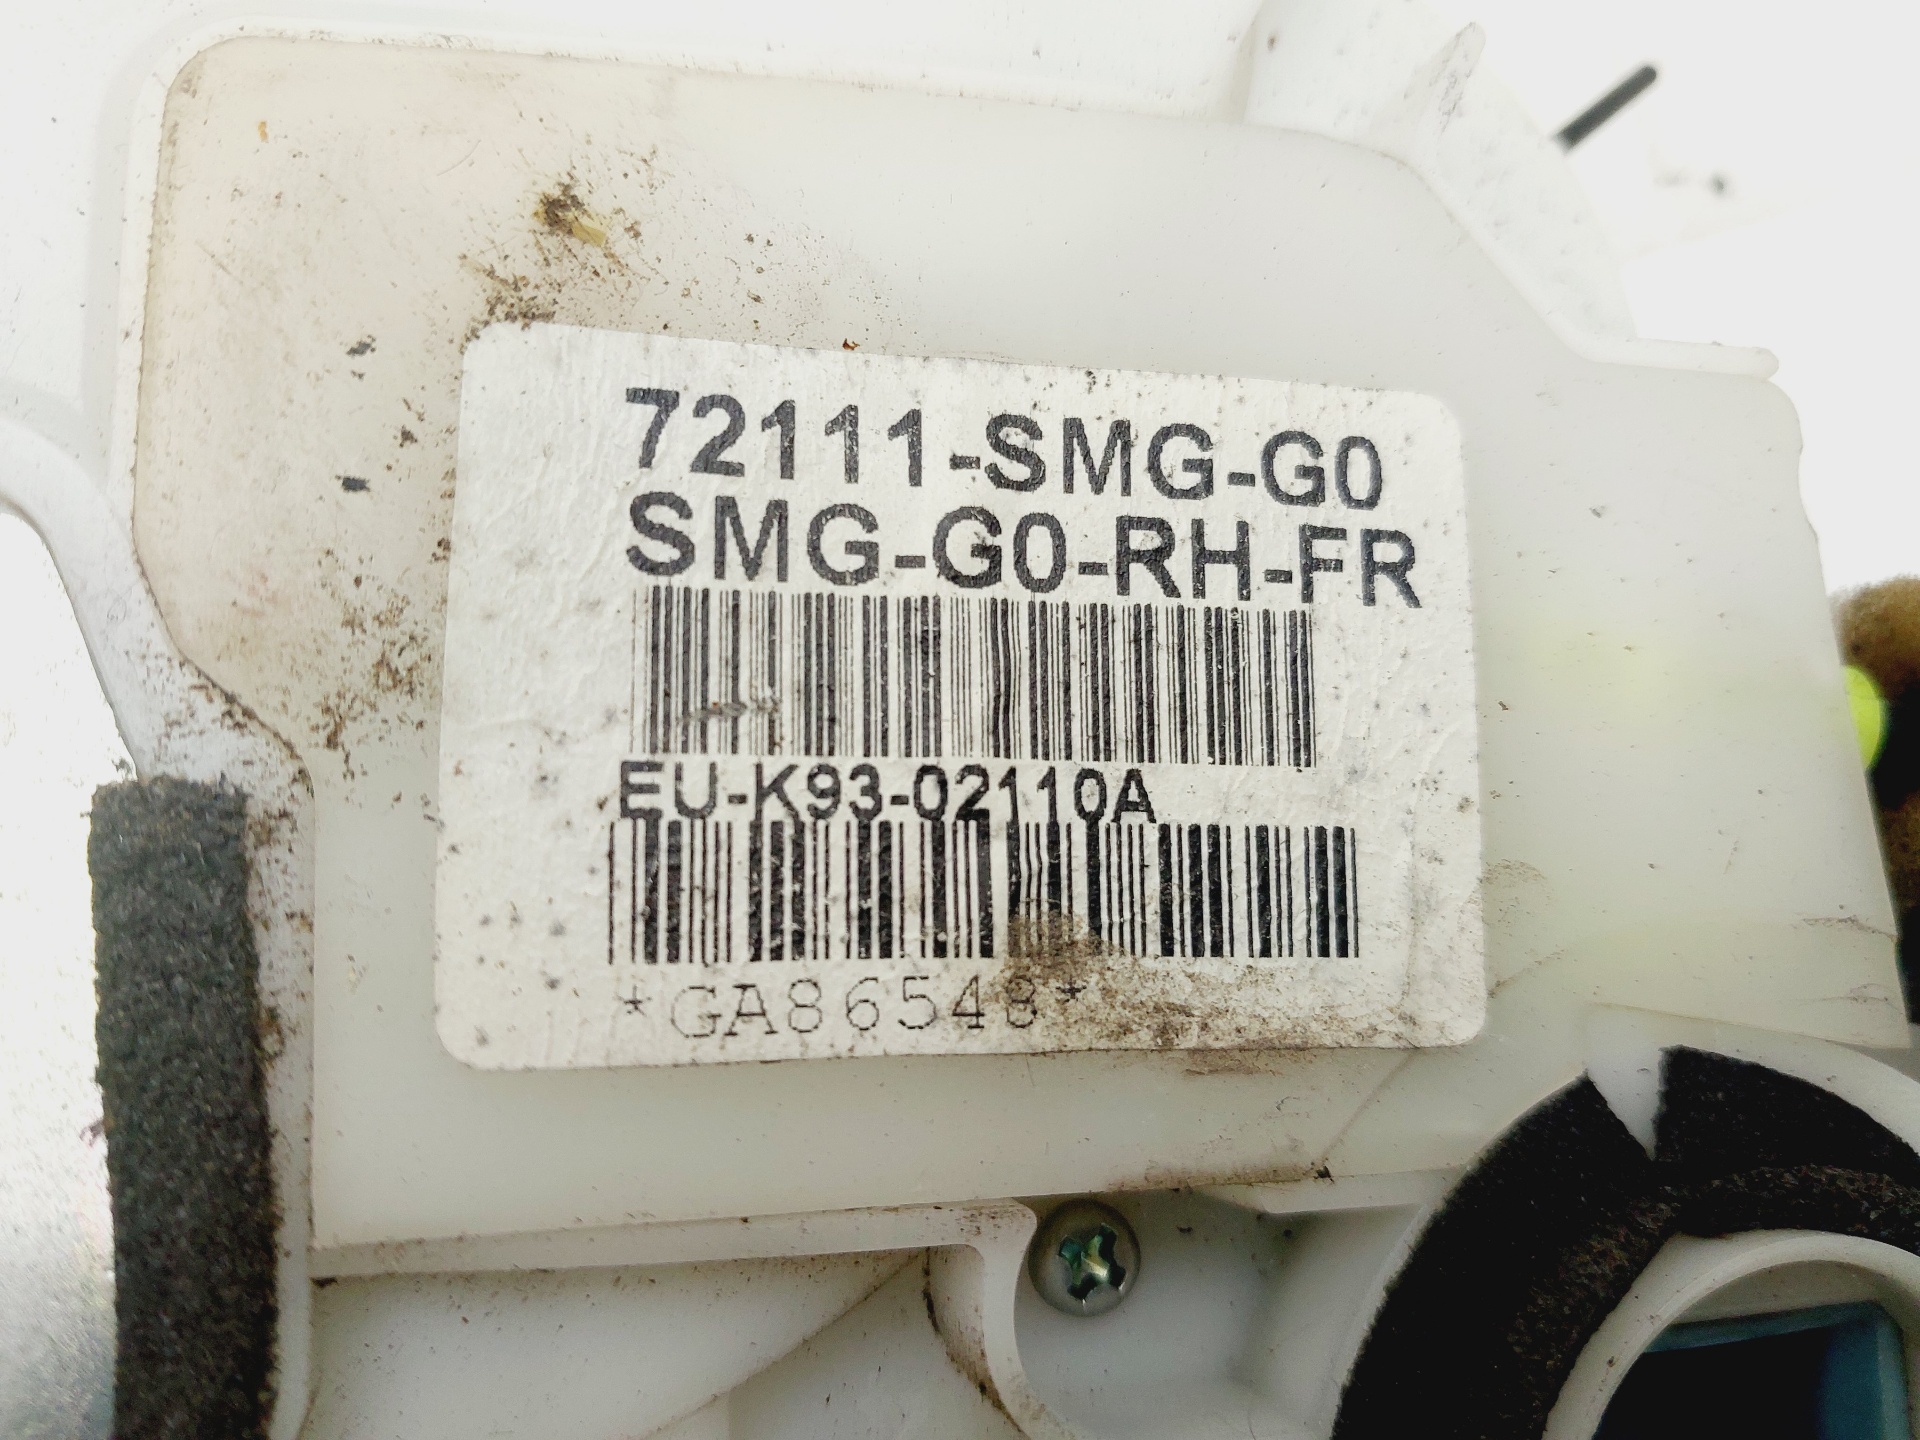 72111-SMG-G0
SMG-G0-RH-FR
EU-K93-02110A
*GA86548*